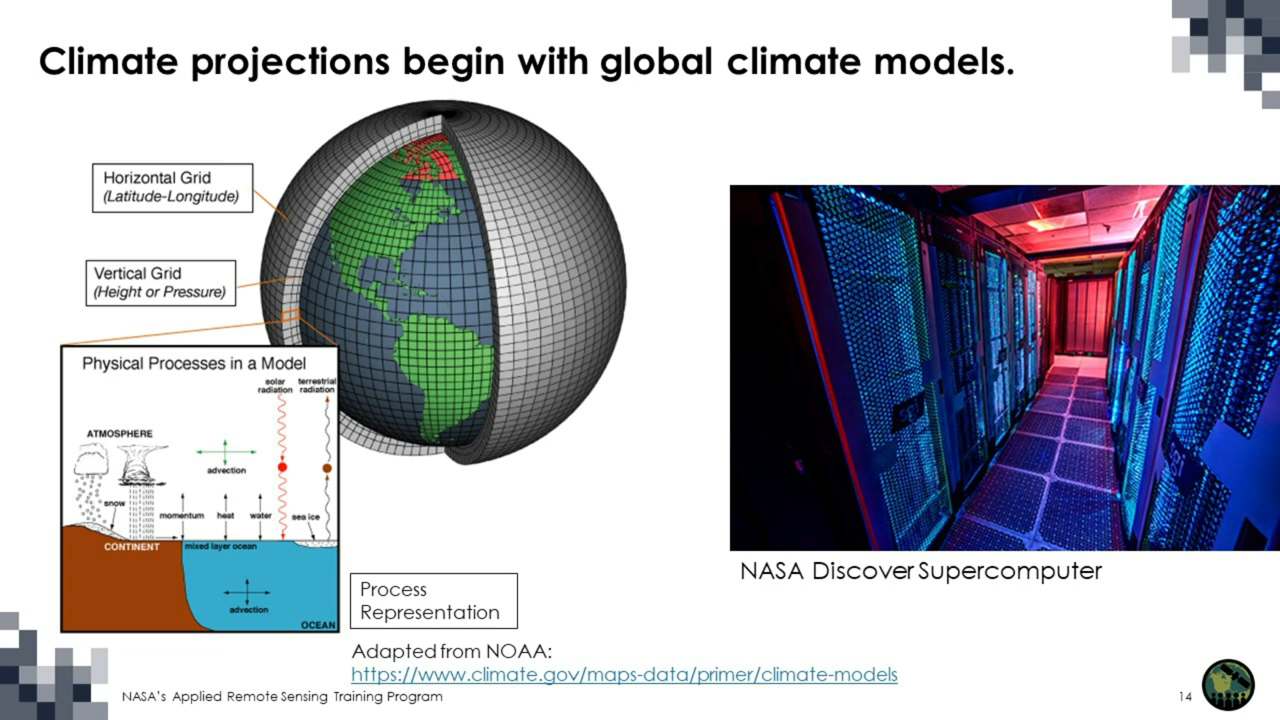 Climate projections begin with global climate models.
Horizontal Grid
(Latitude-Longitude)
Vertical Grid
(Height or Pressure)
Physical Processes in a Model
solar
radiation
terrestrial
radiation
ATMOSPHERE
advection
snow
momentum
heat
water
sea ice
CONTINENT
mixed layer ocean
advection
OCEAN
Process
Representation
NASA Discover Supercomputer
Adapted from NOAA:
https://www.climate.gov/maps-data/primer/climate-models
NASA's Applied Remote Sensing Training Program
14